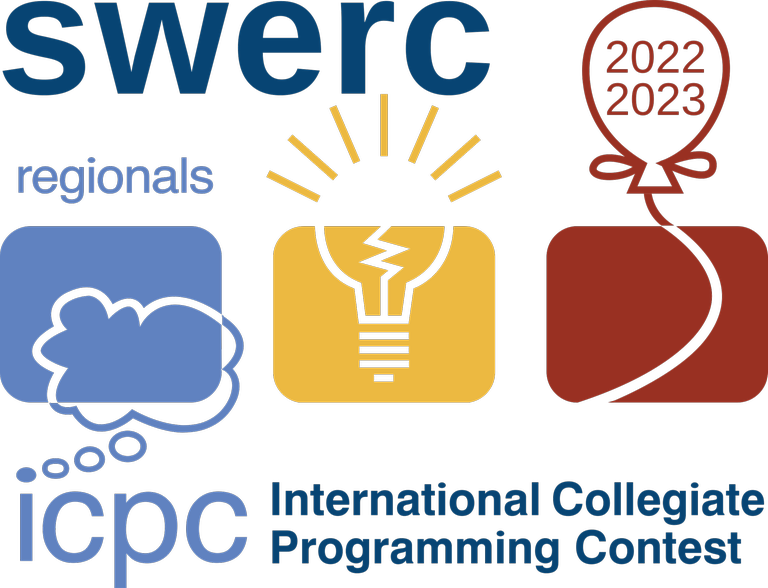 swerc
2022
2023
regionals
icpc
International Collegiate
Programming Contest